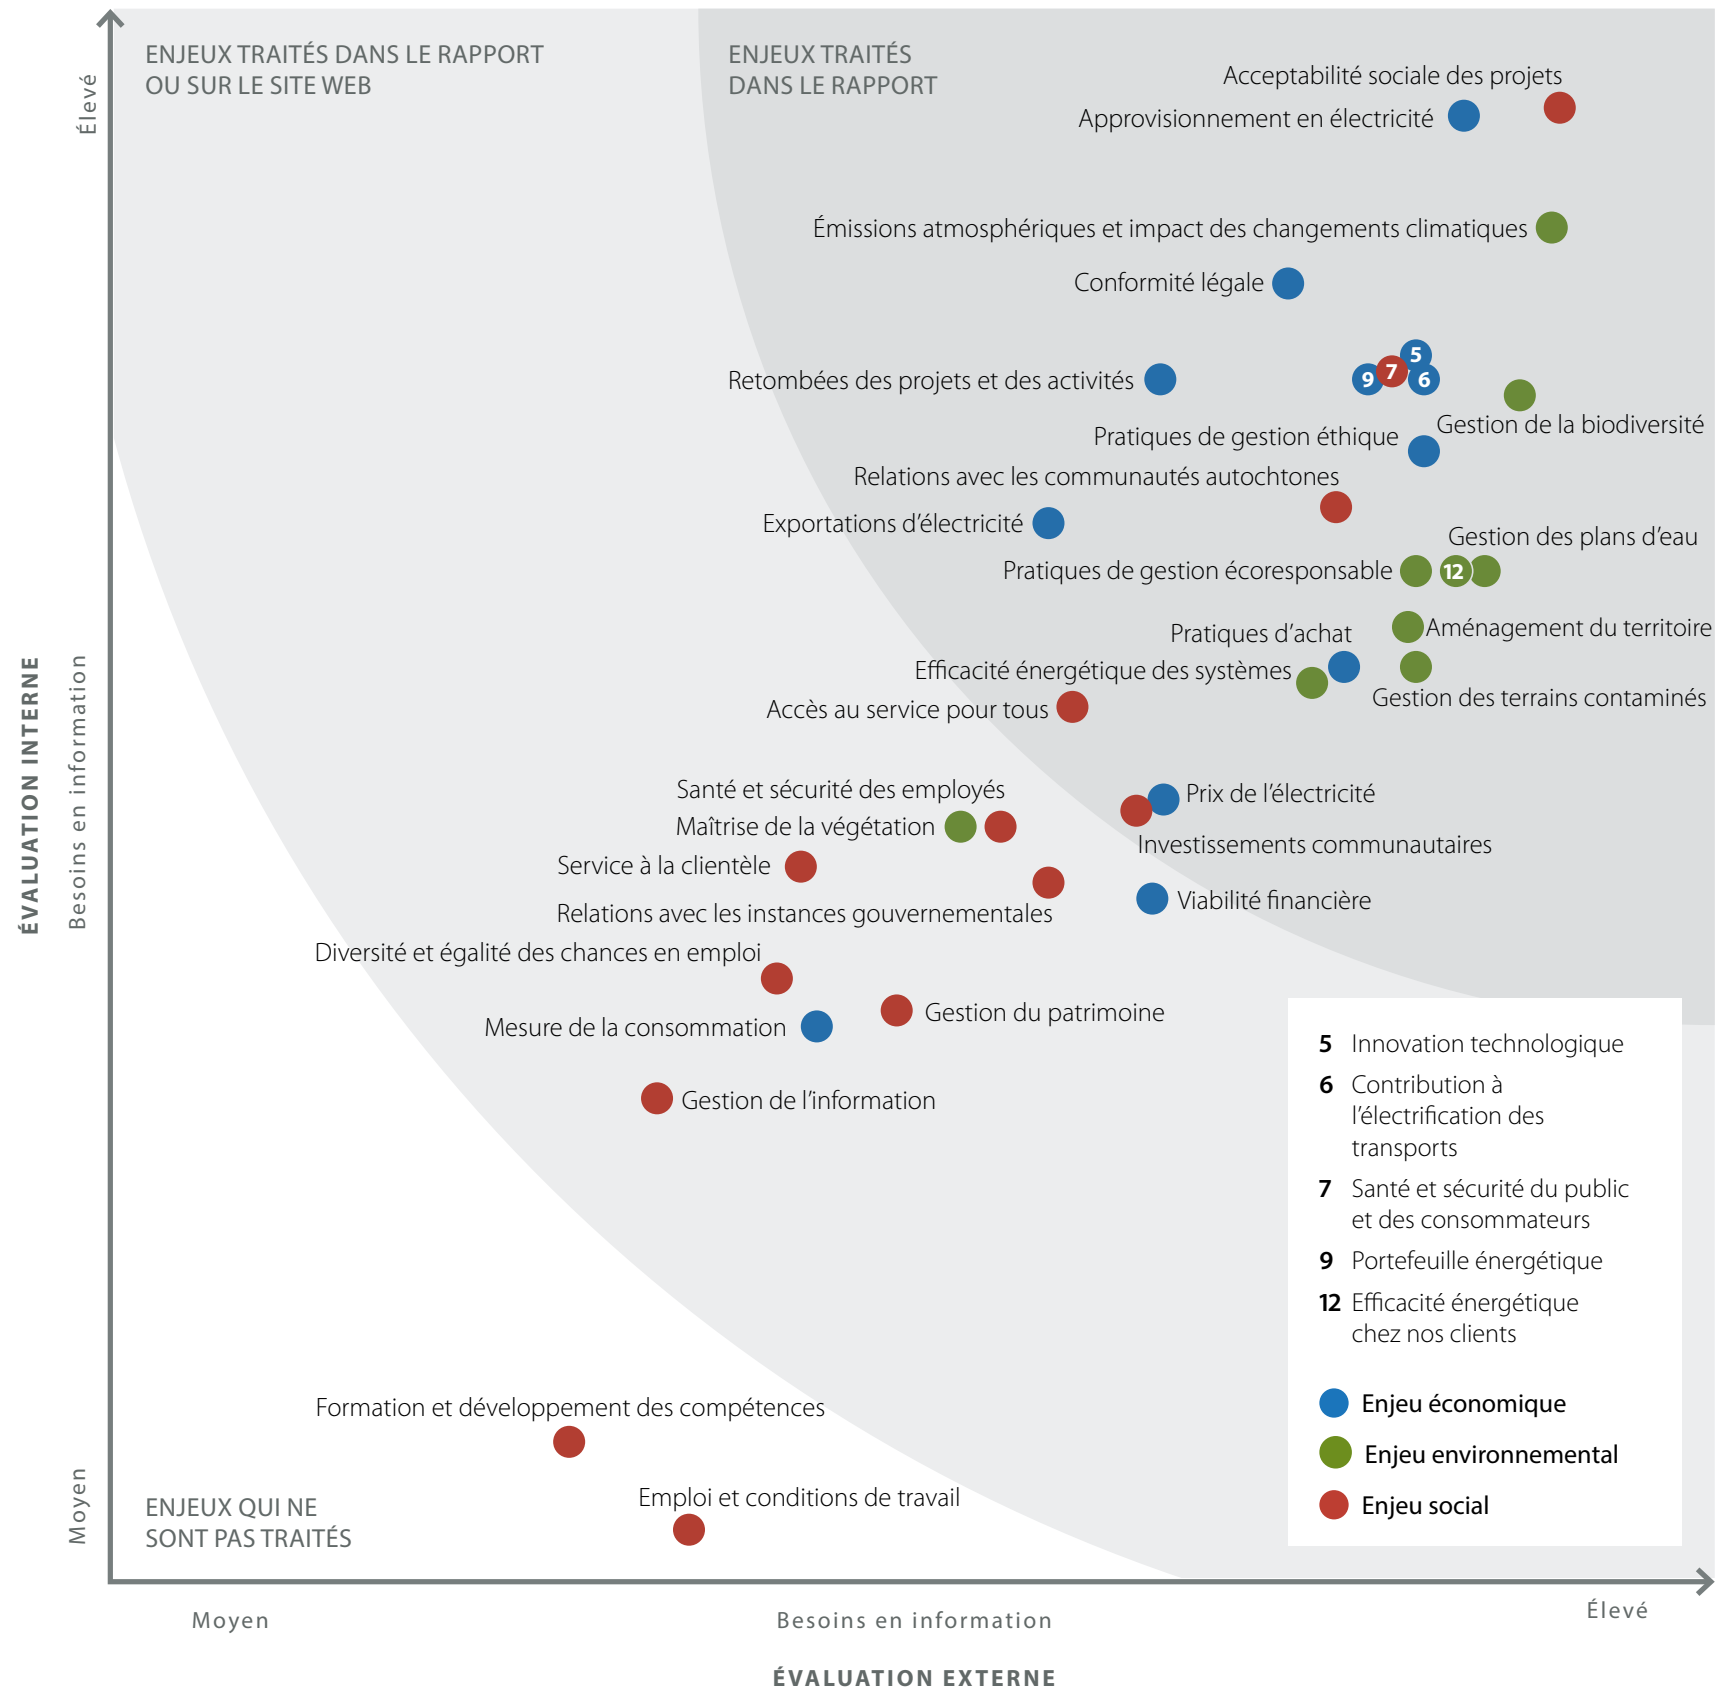 ENJEUX TRAITÉS DANS LE RAPPORT
OU SUR LE SITE WEB
ENJEUX TRAITÉS
DANS LE RAPPORT
Élevé
Acceptabilité sociale des projets
Approvisionnement en électricité
Émissions atmosphériques et impact des changements climatiques
Conformité légale
5
Retombées des projets et des activités
9
7
6
Gestion de la biodiversité
Pratiques de gestion éthique
Relations avec les communautés autochtones
Exportations d'électricité
Gestion des plans d'eau
Pratiques de gestion écoresponsable
12
Aménagement du territoire
Pratiques d'achat
Efficacité énergétique des systèmes
Gestion des terrains contaminés
Accès au service pour tous
ÉVALUATION INTERNE
Besoins en information
Santé et sécurité des employés
Prix de l'électricité
Maîtrise de la végétation
Investissements communautaires
Service à la clientèle
Viabilité financière
Relations avec les instances gouvernementales
Diversité et égalité des chances en emploi
Gestion du patrimoine
Mesure de la consommation
Gestion de l'information
5 Innovation technologique
6 Contribution à
l'électrification des
transports
7 Santé et sécurité du public
et des consommateurs
9 Portefeuille énergétique
12 Efficacité énergétique
chez nos clients
Enjeu économique
Enjeu environnemental
Enjeu social
Formation et développement des compétences
Emploi et conditions de travail
Moyen
ENJEUX QUI NE
SONT PAS TRAITÉS
Moyen
Besoins en information
Élevé
ÉVALUATION EXTERNE